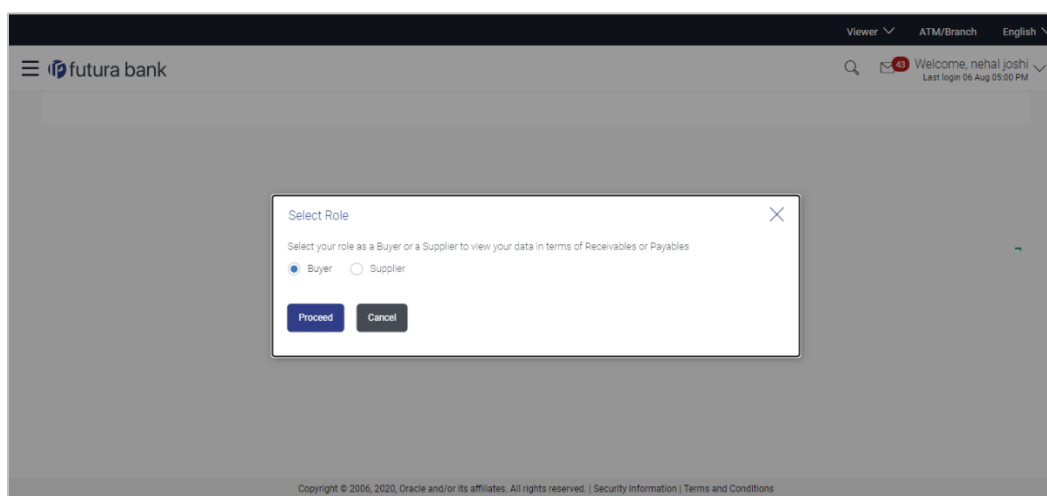 Viewer ATM/Branch English
futura bank 43 Welcome, nehal joshi
Last login 06 Aug 05:00 PM
Select Role
Select your role as a Buyer or a Supplier to view your data in terms of Receivables or Payables
Buyer Supplier
Proceed Cancel
Copyright © 2006, 2020, Oracle and/or its affiliates. All rights reserved. | Security Information | Terms and Conditions